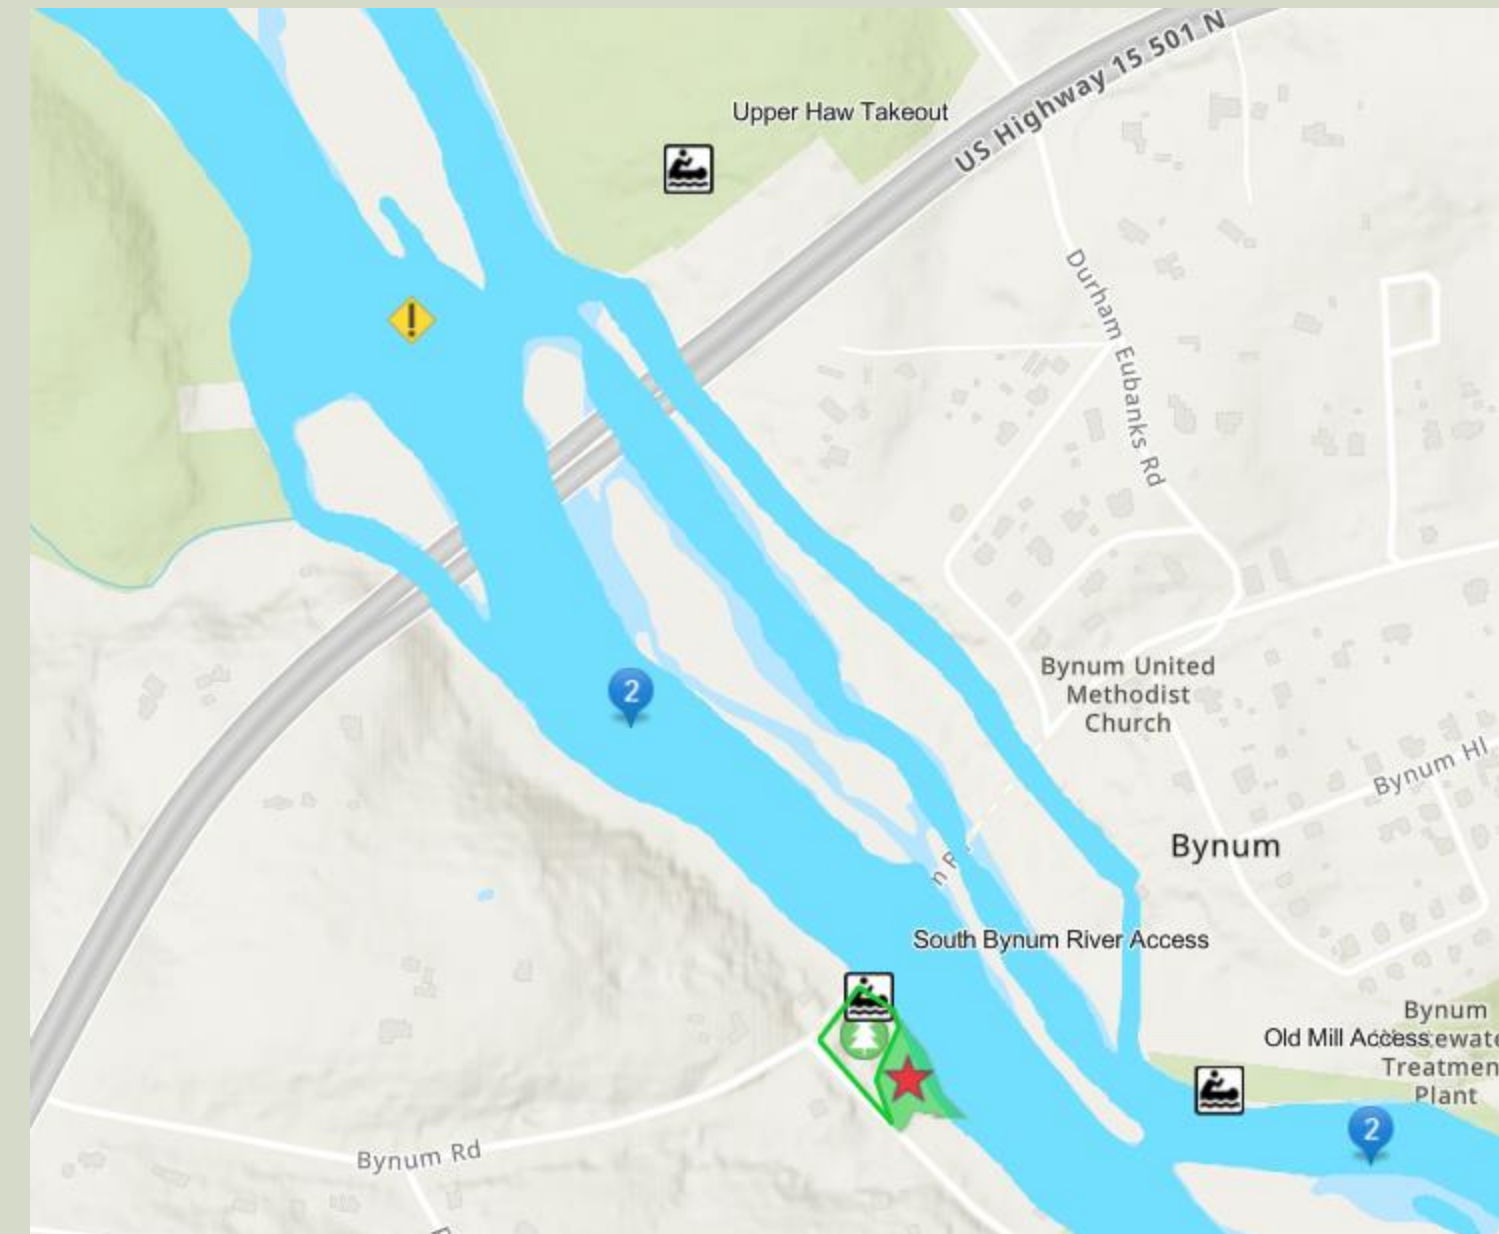 US Highway 15 501 N
Upper Haw Takeout
Durham Eubanks Rd
2
Bynum United
Methodist
Church
Bynum Hl
Bynum
South Bynum River Access
Bynum
Old Mill Access
Treatmen
Plant
2
Bynum Rd